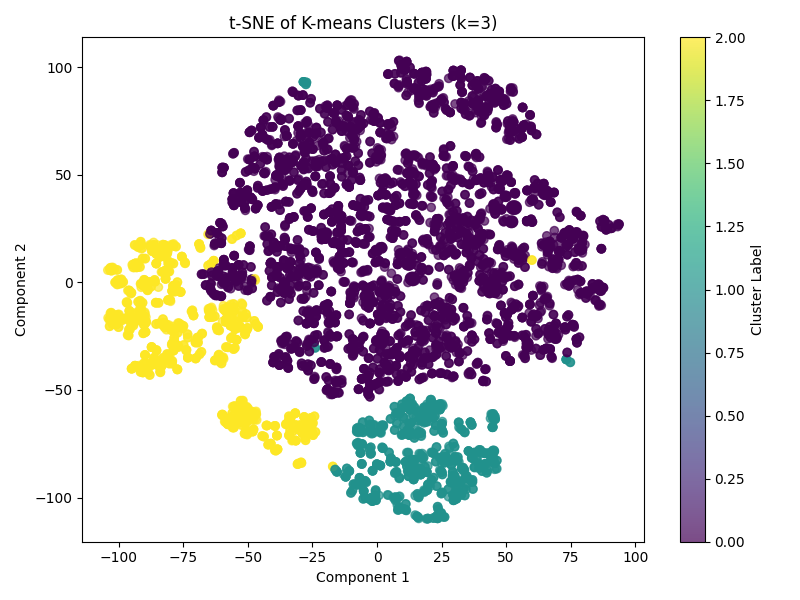 t-SNE of K-means Clusters (k=3)
100
50
0
−50
−100
Component 2
−100 −75 −50 −25 0 25 50 75 100
Component 1
2.00
1.75
1.50
1.25
1.00
0.75
0.50
0.25
0.00
Cluster Label